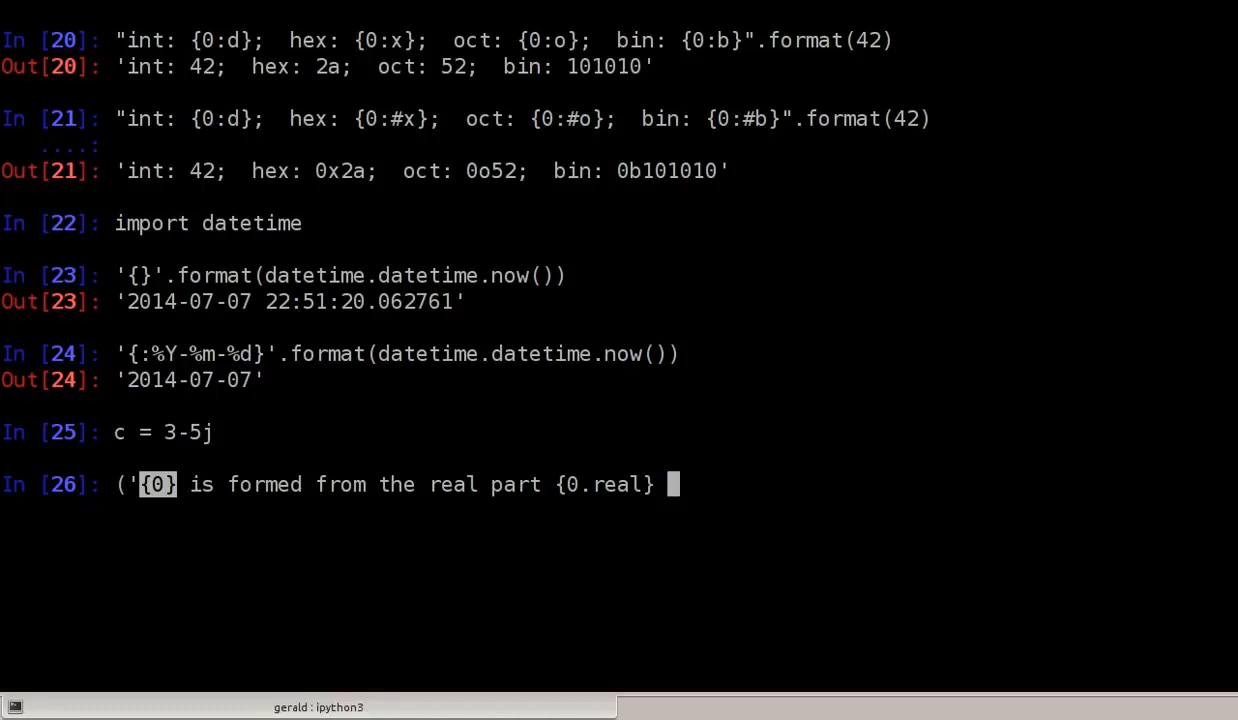 In [20]: "int: {0:d};  hex: {0:x};  oct: {0:o};  bin: {0:b}".format(42)
Out[20]: 'int: 42;  hex: 2a;  oct: 52;  bin: 101010'
In [21]: "int: {0:d};  hex: {0:#x};  oct: {0:#o};  bin: {0:#b}".format(42)
....:
Out[21]: 'int: 42;  hex: 0x2a;  oct: 0o52;  bin: 0b101010'
In [22]: import datetime
In [23]: '{}'.format(datetime.datetime.now())
Out[23]: '2014-07-07 22:51:20.062761'
In [24]: '{:%Y-%m-%d}'.format(datetime.datetime.now())
Out[24]: '2014-07-07'
In [25]: c = 3-5j
In [26]: ('{0} is formed from the real part {0.real}
gerald : ipython3